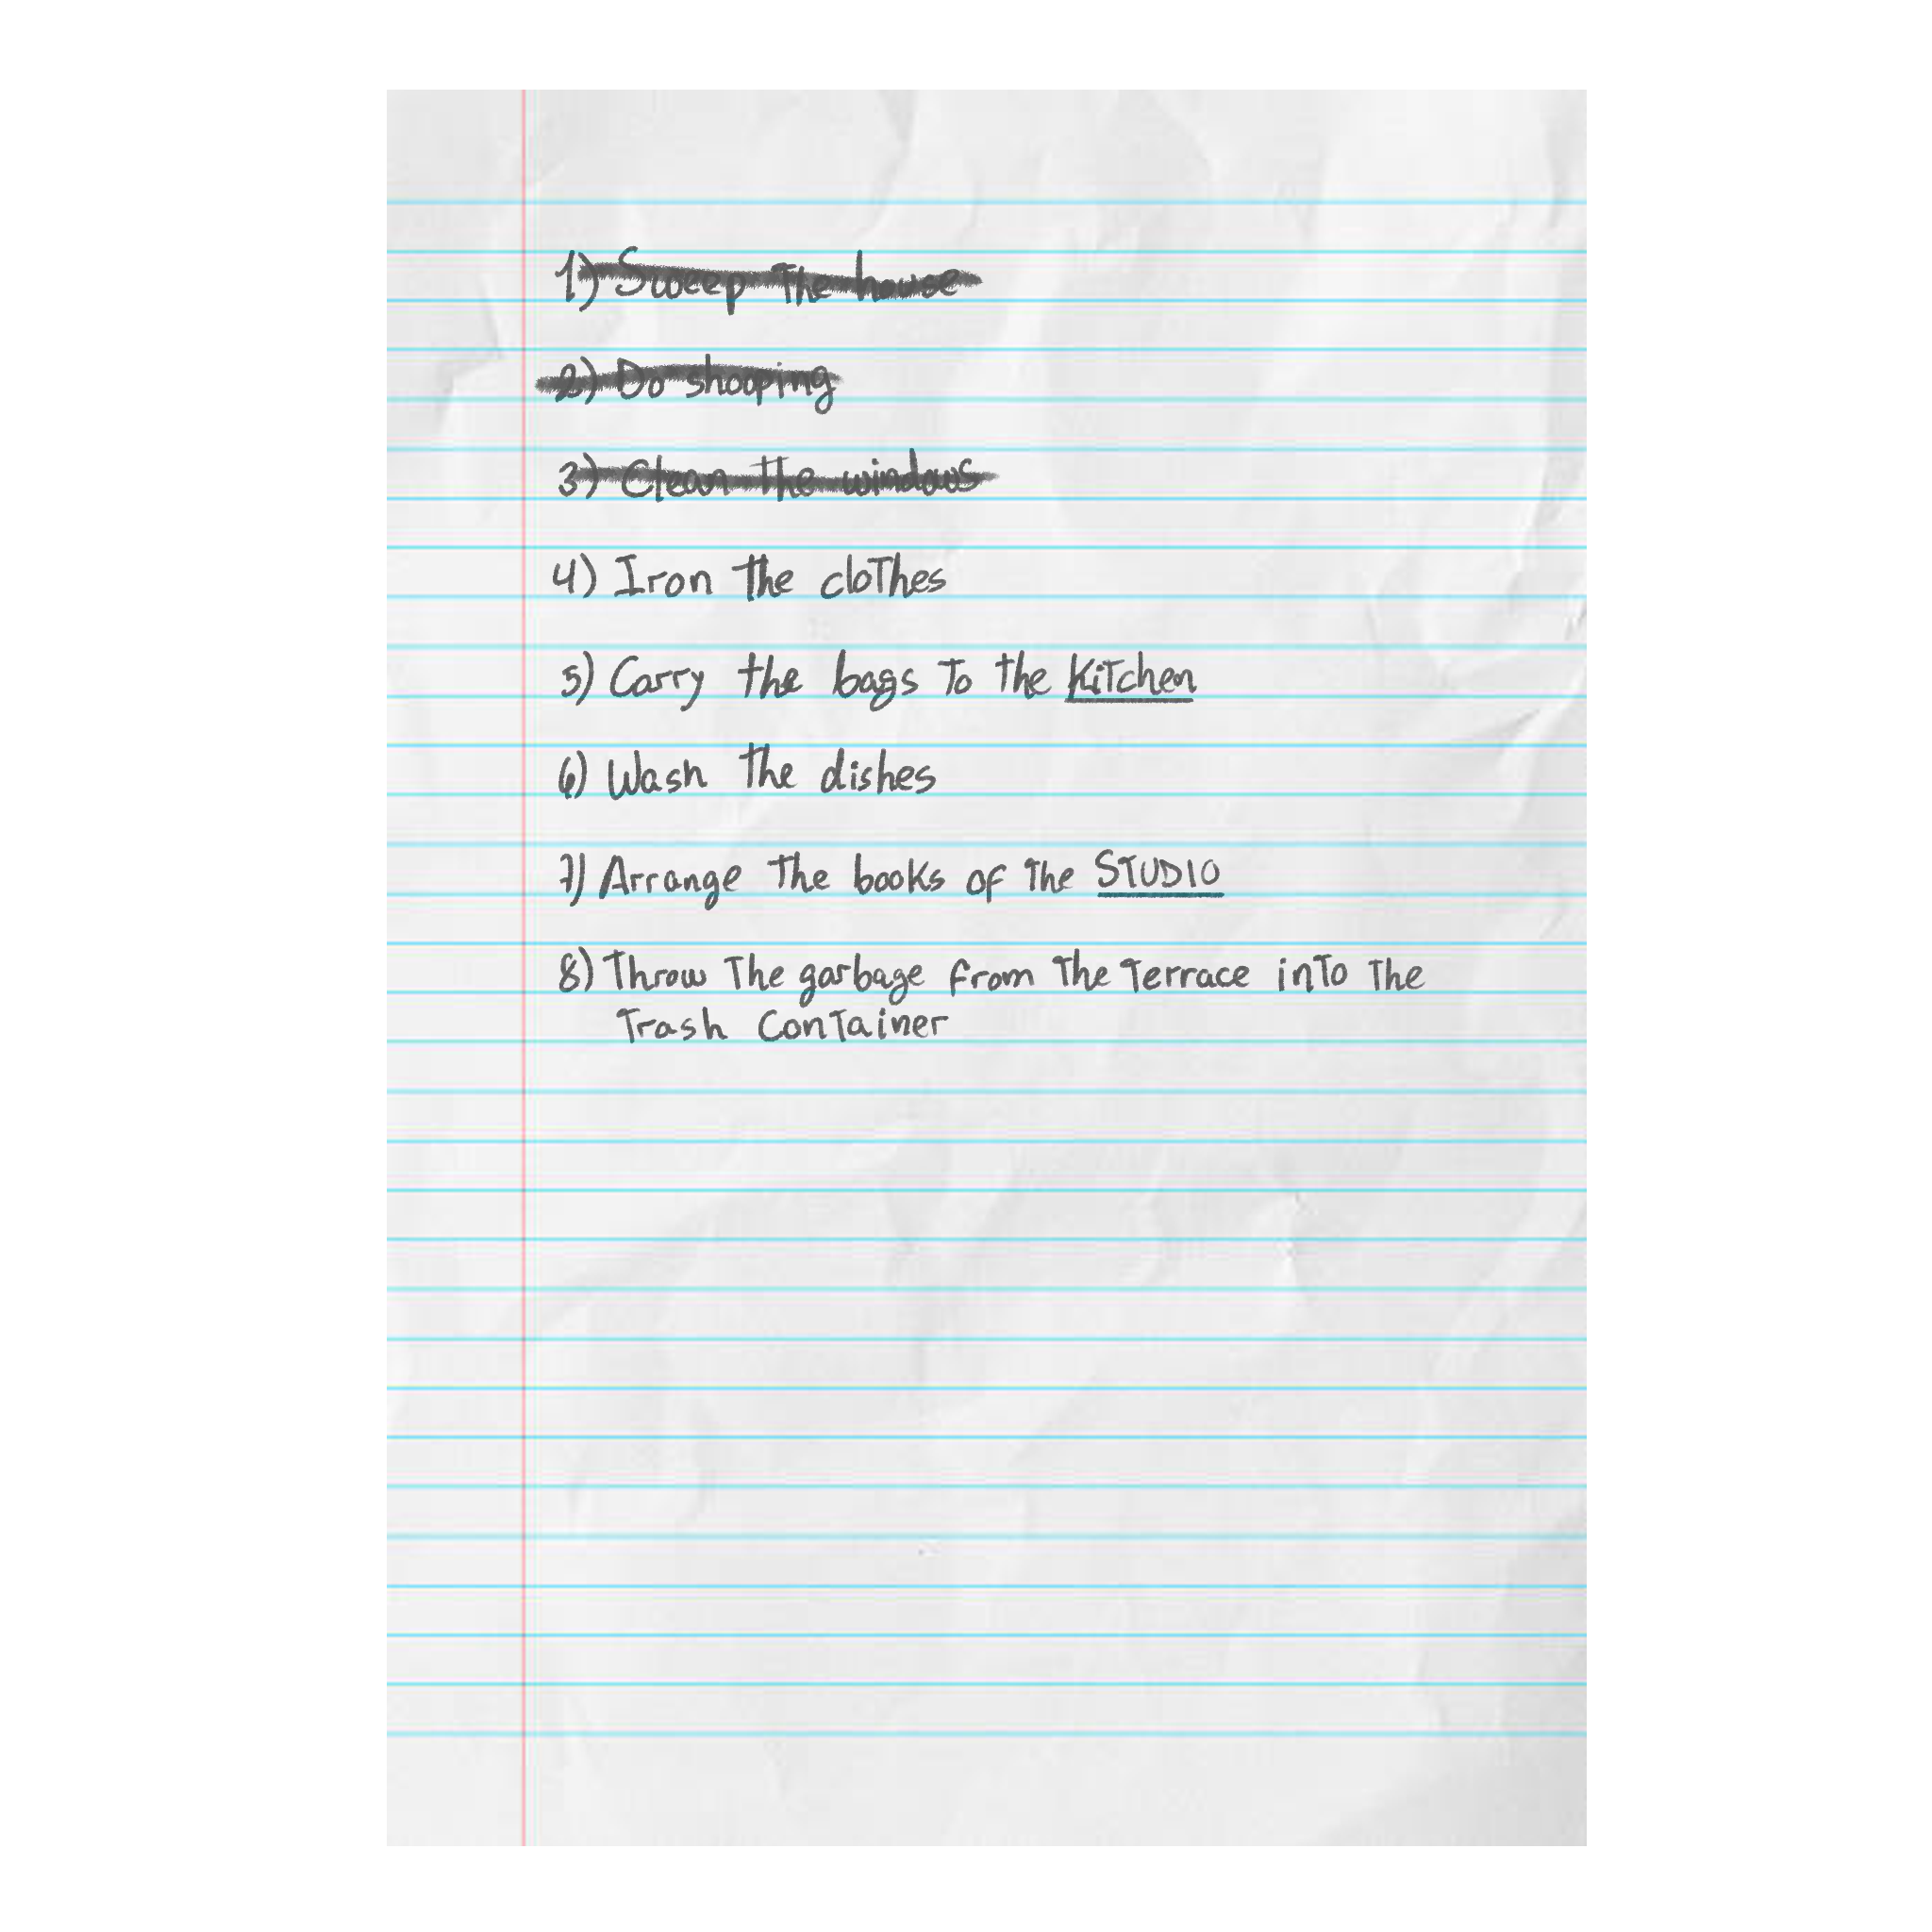 1) Sweep The house
2) Do shooping
3) Clean The windows
4) Iron the cloThes
5) Carry the bags To the KiTchen
6) Wash The dishes
7) Arrange The books of The STUDIO
8) Throw The garbage from The Terrace inTo The
Trash ConTainer